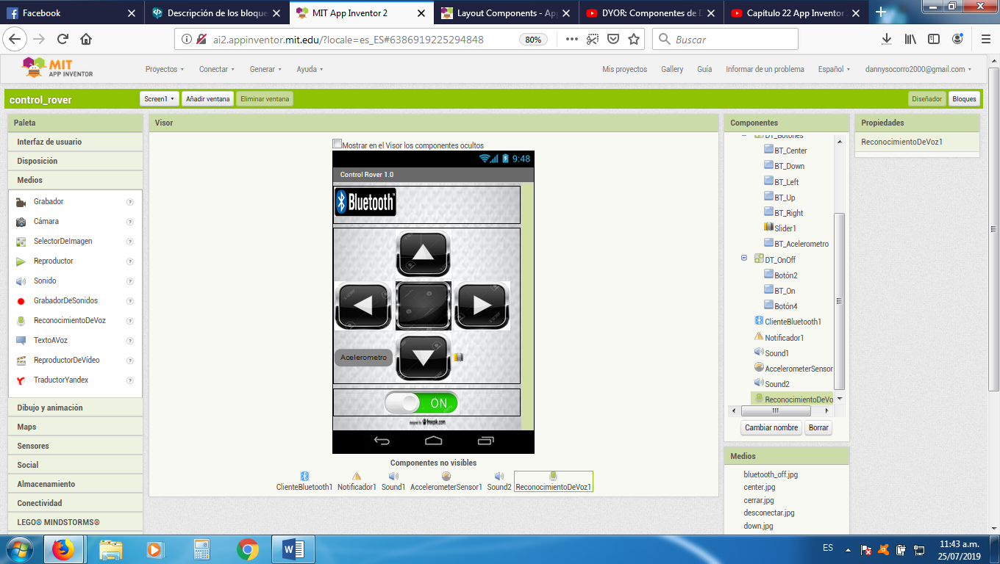 Facebook
Descripción de los bloque
MIT App Inventor 2
Layout Components - App
DYOR: Componentes de D
Capítulo 22 App Inventor
ai2.appinventor.mit.edu/?locale=es_ES#6386919225294848
80%
Buscar
MIT
APP INVENTOR
Proyectos
Conectar
Generar
Ayuda
Mis proyectos
Gallery
Guía
Informar de un problema
Español
dannysocorro2000@gmail.com
control_rover
Screen1
Añadir ventana
Eliminar ventana
Diseñador
Bloques
Paleta
Interfaz de usuario
Disposición
Medios
Grabador
Cámara
SelectorDeImagen
Reproductor
Sonido
GrabadorDeSonidos
ReconocimientoDeVoz
TextoAVoz
ReproductorDeVídeo
TraductorYandex
Dibujo y animación
Maps
Sensores
Social
Almacenamiento
Conectividad
LEGO® MINDSTORMS®
Visor
Mostrar en el Visor los componentes ocultos
9:48
Control Rover 1.0
Bluetooth
Acelerometro
ON
designed by freepik.com
Componentes no visibles
ClienteBluetooth1
Notificador1
Sound1
AccelerometerSensor1
Sound2
ReconocimientoDeVoz1
Componentes
DT_Botones
BT_Center
BT_Down
BT_Left
BT_Up
BT_Right
Slider1
BT_Acelerometro
DT_OnOff
Botón2
BT_On
Botón4
ClienteBluetooth1
Notificador1
Sound1
AccelerometerSensor
Sound2
ReconocimientoDeVo
Cambiar nombre
Borrar
Medios
bluetooth_off.jpg
center.jpg
cerrar.jpg
desconectar.jpg
down.jpg
Propiedades
ReconocimientoDeVoz1
ES
11:43 a.m.
25/07/2019